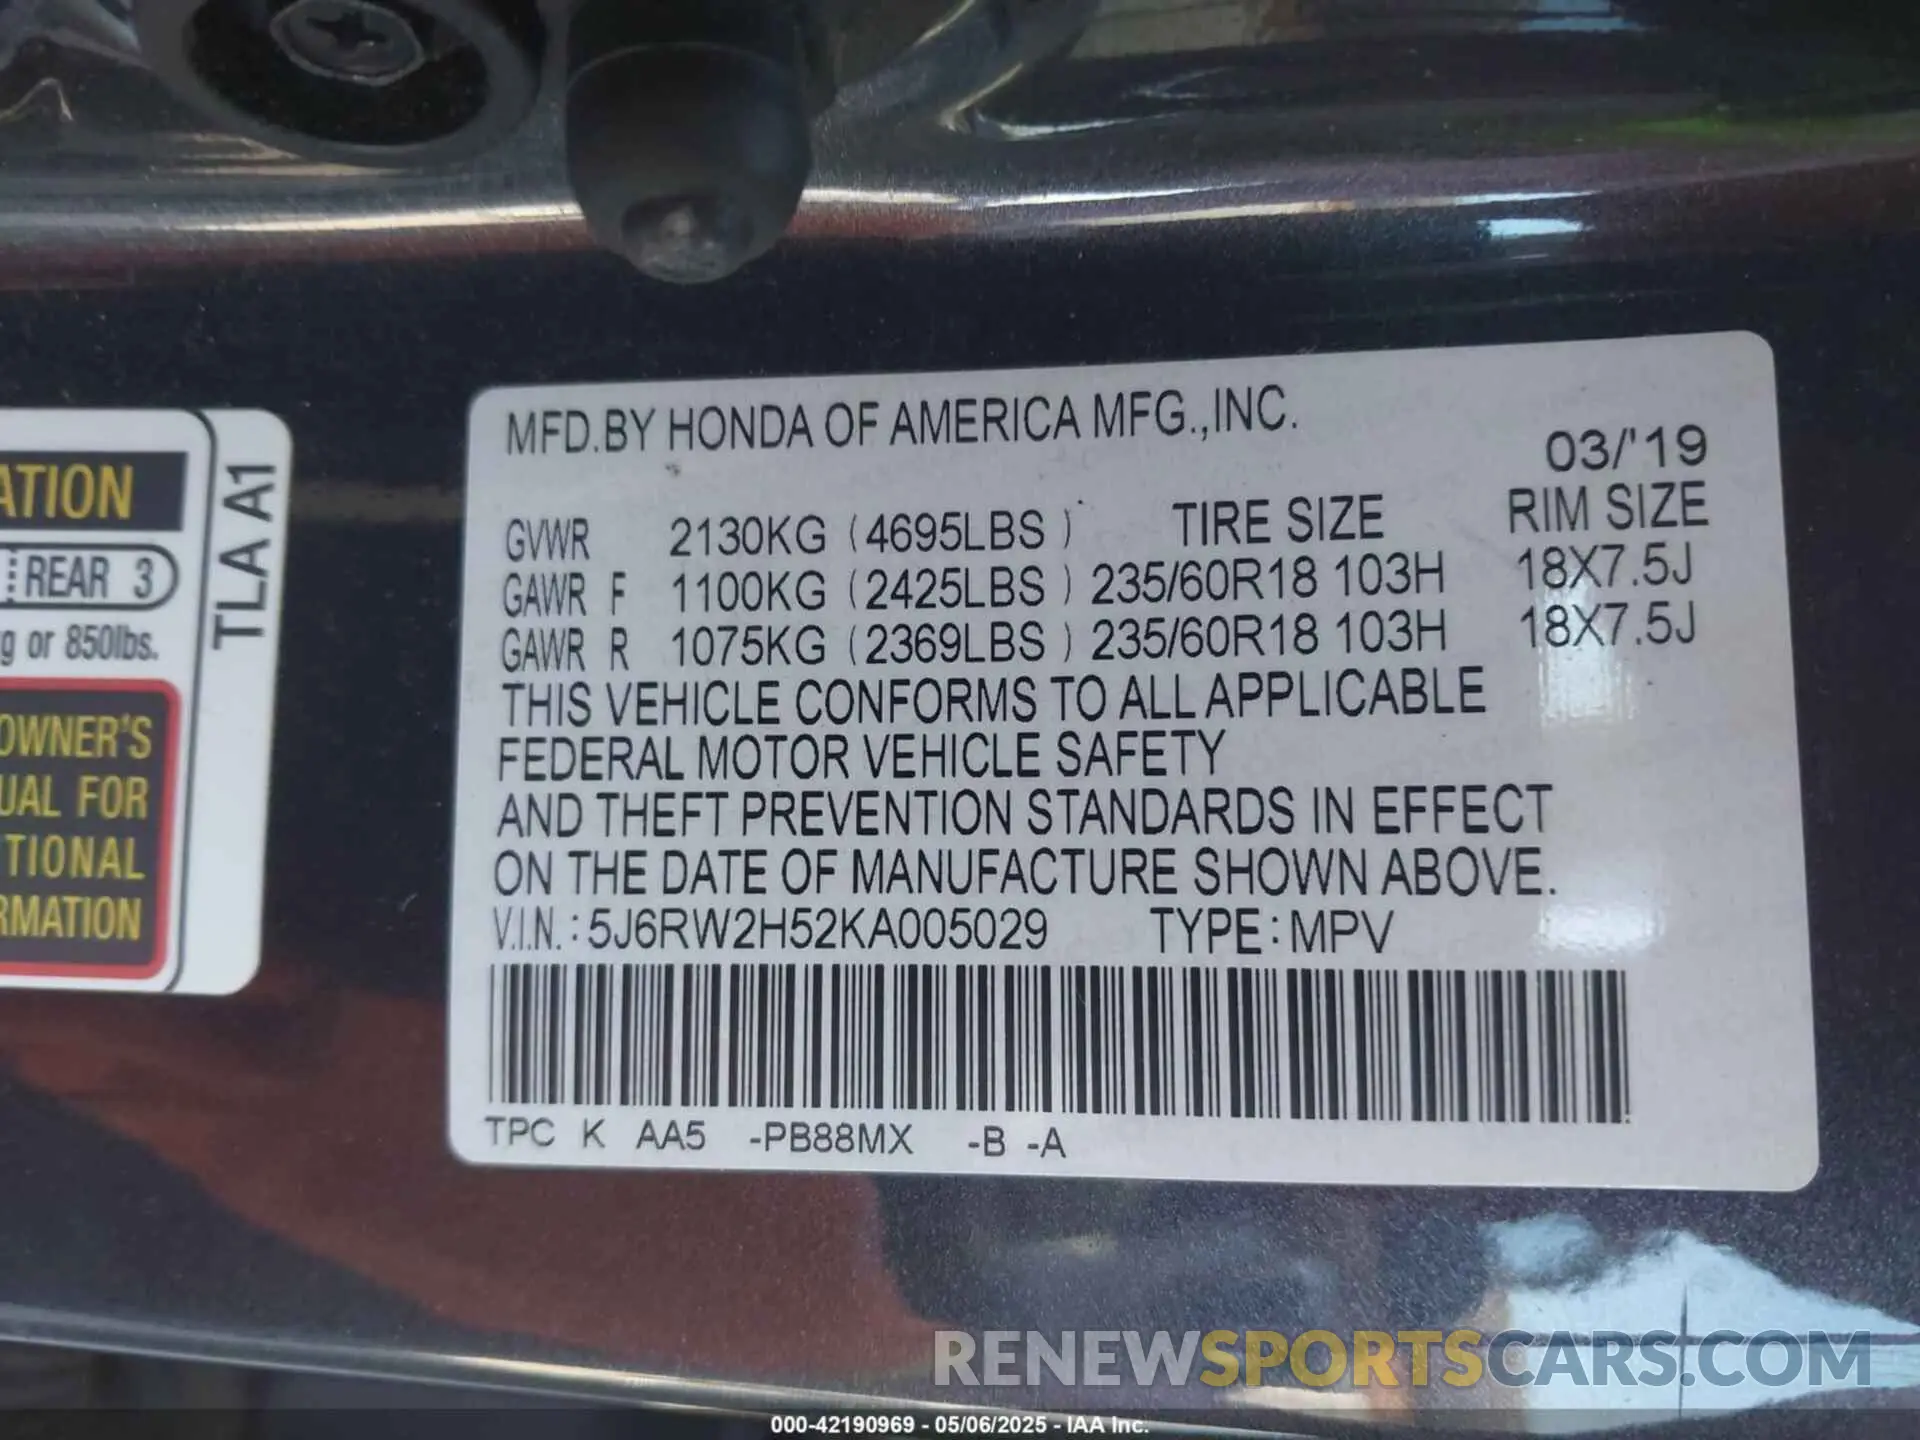 ATION
REAR 3
g or 850lbs.
OWNER'S
UAL FOR
TIONAL
RMATION
TLA A1
MFD.BY HONDA OF AMERICA MFG.,INC.
03/'19
GVWR 2130KG (4695LBS) TIRE SIZE RIM SIZE
GAWR F 1100KG (2425LBS) 235/60R18 103H 18X7.5J
GAWR R 1075KG (2369LBS) 235/60R18 103H 18X7.5J
THIS VEHICLE CONFORMS TO ALL APPLICABLE
FEDERAL MOTOR VEHICLE SAFETY
AND THEFT PREVENTION STANDARDS IN EFFECT
ON THE DATE OF MANUFACTURE SHOWN ABOVE.
V.I.N.: 5J6RW2H52KA005029 TYPE: MPV
TPC K AA5 -PB88MX -B -A
RENEWSPORTSCARS.COM
000-42190969 - 05/06/2025 - IAA Inc.